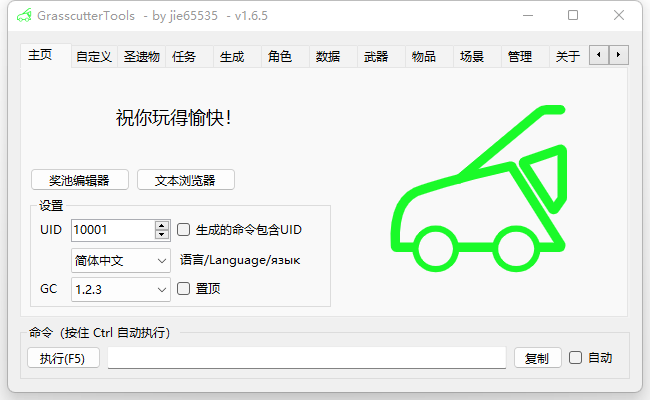 GrasscutterTools - by jie65535 - v1.6.5
主页 自定义 圣遗物 任务 生成 角色 数据 武器 物品 场景 管理 关于
祝你玩得愉快!
奖池编辑器 文本浏览器
设置
UID 10001 生成的命令包含UID
简体中文 语言/Language/язык
GC 1.2.3 置顶
命令（按住 Ctrl 自动执行）
执行(F5) 复制 自动